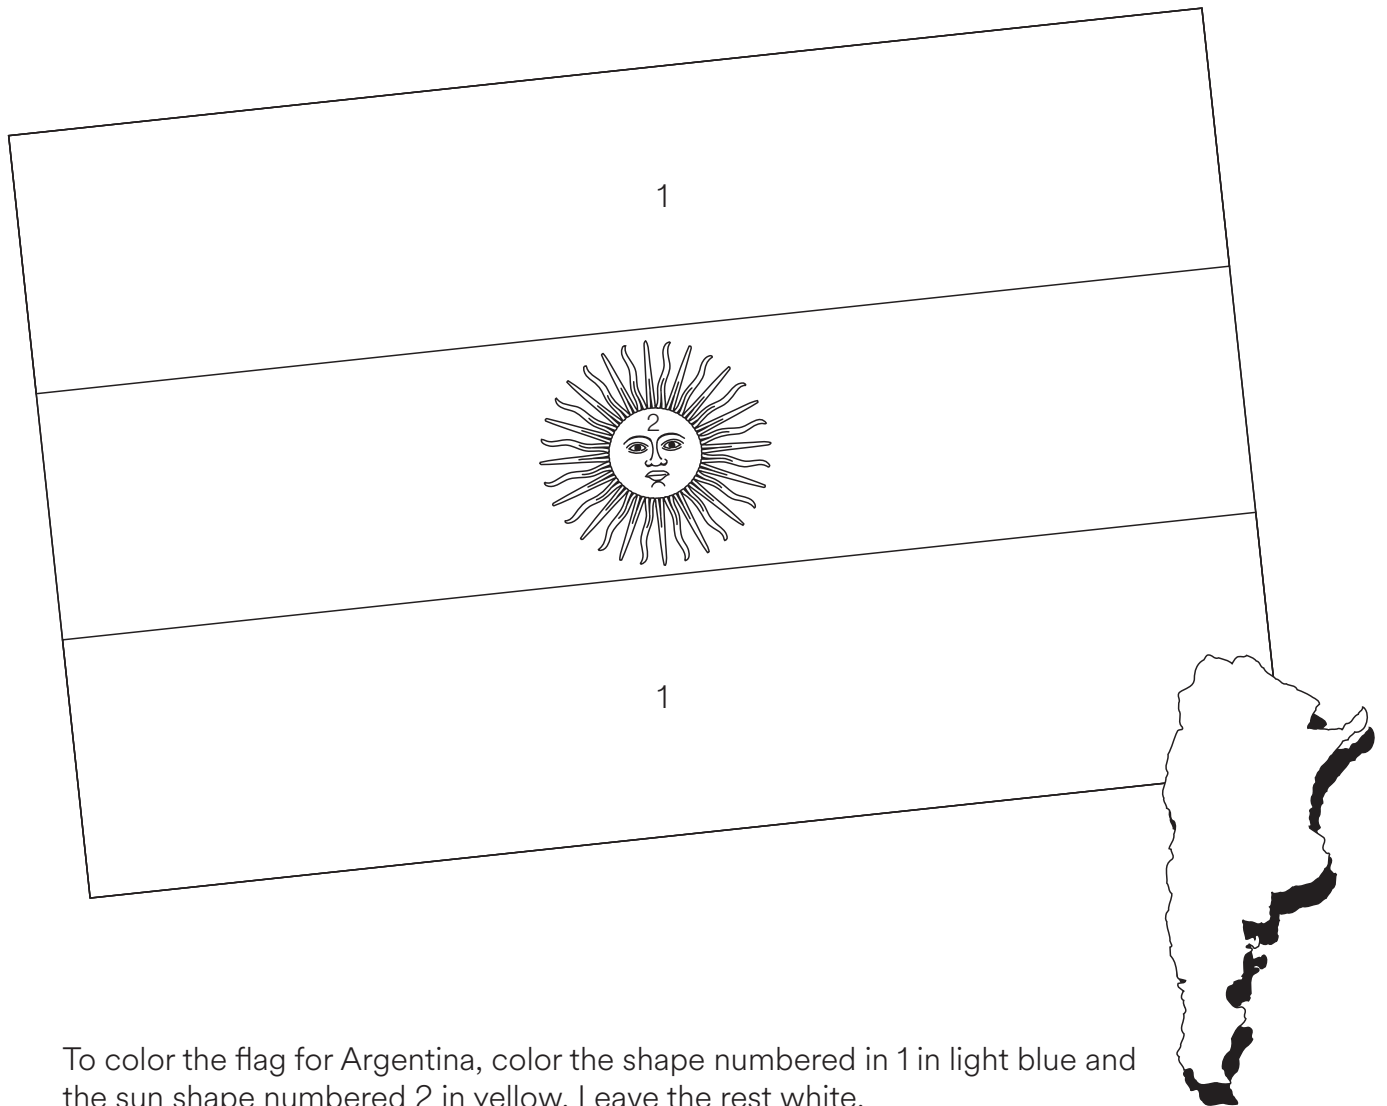 1
2
1
To color the flag for Argentina, color the shape numbered in 1 in light blue and
the sun shape numbered 2 in yellow. Leave the rest white.